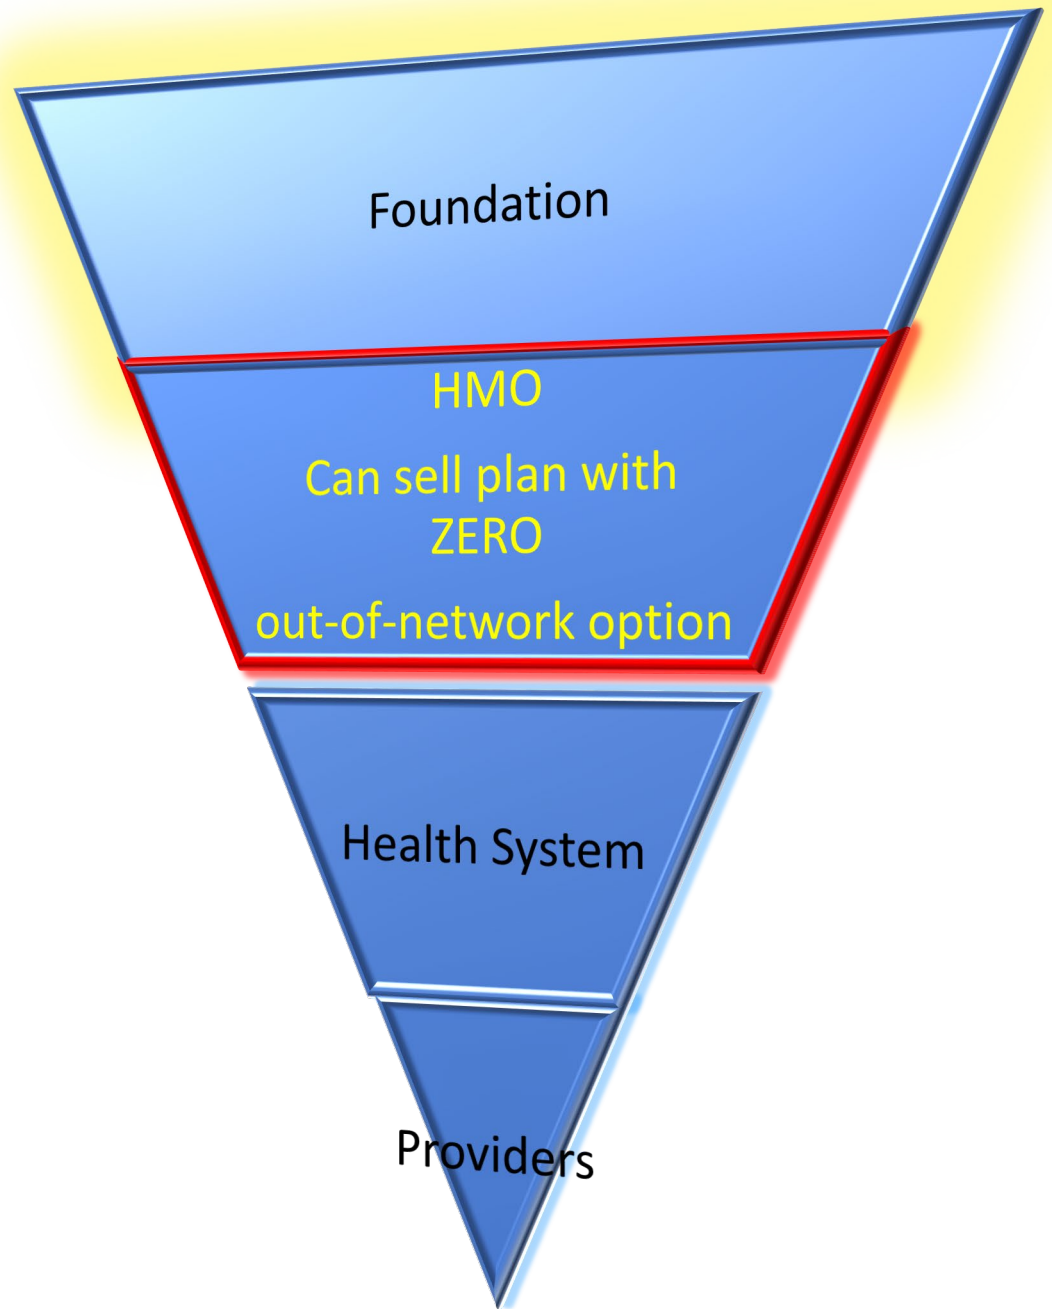 Foundation
HMO
Can sell plan with
ZERO
out-of-network option
Health System
Providers